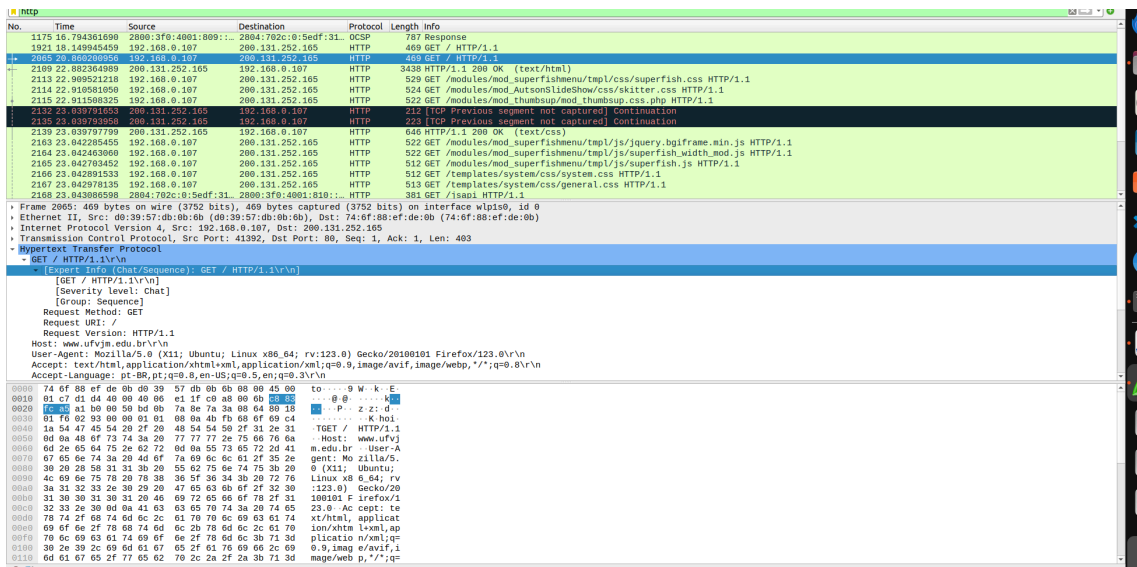 http
No. Time Source Destination Protocol Length Info
1175 16.794361690 2800:3f0:4001:809::… 2804:702c:0:5edf:31… OCSP 787 Response
1921 18.149945459 192.168.0.107 200.131.252.165 HTTP 469 GET / HTTP/1.1
2065 20.860200956 192.168.0.107 200.131.252.165 HTTP 469 GET / HTTP/1.1
2109 22.882364989 200.131.252.165 192.168.0.107 HTTP 3438 HTTP/1.1 200 OK (text/html)
2113 22.909521218 192.168.0.107 200.131.252.165 HTTP 529 GET /modules/mod_superfishmenu/tmpl/css/superfish.css HTTP/1.1
2114 22.910581050 192.168.0.107 200.131.252.165 HTTP 524 GET /modules/mod_AutsonSlideShow/css/skitter.css HTTP/1.1
2115 22.911508325 192.168.0.107 200.131.252.165 HTTP 522 GET /modules/mod_thumbsup/mod_thumbsup.css.php HTTP/1.1
2132 23.039791653 200.131.252.165 192.168.0.107 HTTP 212 [TCP Previous segment not captured] Continuation
2135 23.039793958 200.131.252.165 192.168.0.107 HTTP 223 [TCP Previous segment not captured] Continuation
2139 23.039797799 200.131.252.165 192.168.0.107 HTTP 646 HTTP/1.1 200 OK (text/css)
2163 23.042285455 192.168.0.107 200.131.252.165 HTTP 522 GET /modules/mod_superfishmenu/tmpl/js/jquery.bgiframe.min.js HTTP/1.1
2164 23.042463060 192.168.0.107 200.131.252.165 HTTP 522 GET /modules/mod_superfishmenu/tmpl/js/superfish_width_mod.js HTTP/1.1
2165 23.042703452 192.168.0.107 200.131.252.165 HTTP 512 GET /modules/mod_superfishmenu/tmpl/js/superfish.js HTTP/1.1
2166 23.042891533 192.168.0.107 200.131.252.165 HTTP 512 GET /templates/system/css/system.css HTTP/1.1
2167 23.042978135 192.168.0.107 200.131.252.165 HTTP 513 GET /templates/system/css/general.css HTTP/1.1
2168 23.043086598 2804:702c:0:5edf:31… 2800:3f0:4001:810::… HTTP 381 GET /jsapi HTTP/1.1
Frame 2065: 469 bytes on wire (3752 bits), 469 bytes captured (3752 bits) on interface wlp1s0, id 0
Ethernet II, Src: d0:39:57:db:0b:6b (d0:39:57:db:0b:6b), Dst: 74:6f:88:ef:de:0b (74:6f:88:ef:de:0b)
Internet Protocol Version 4, Src: 192.168.0.107, Dst: 200.131.252.165
Transmission Control Protocol, Src Port: 41392, Dst Port: 80, Seq: 1, Ack: 1, Len: 403
Hypertext Transfer Protocol
GET / HTTP/1.1\r\n
[Expert Info (Chat/Sequence): GET / HTTP/1.1\r\n]
[GET / HTTP/1.1\r\n]
[Severity level: Chat]
[Group: Sequence]
Request Method: GET
Request URI: /
Request Version: HTTP/1.1
Host: www.ufvjm.edu.br\r\n
User-Agent: Mozilla/5.0 (X11; Ubuntu; Linux x86_64; rv:123.0) Gecko/20100101 Firefox/123.0\r\n
Accept: text/html,application/xhtml+xml,application/xml;q=0.9,image/avif,image/webp,*/*;q=0.8\r\n
Accept-Language: pt-BR,pt;q=0.8,en-US;q=0.5,en;q=0.3\r\n
0000 74 6f 88 ef de 0b d0 39 57 db 0b 6b 08 00 45 00 to·····9 W··k··E·
0010 01 c7 d1 d4 40 00 40 06 e1 1f c0 a8 00 6b c8 83 ····@·@· ·····k··
0020 fc a5 a1 b0 00 50 bd 0b 7a 8e 7a 3a 08 64 80 18 ·····P·· z·z:·d··
0030 01 f6 02 93 00 00 01 01 08 0a 4b fb 68 6f 69 c4 ········ ··K·hoi·
0040 1a 54 47 45 54 20 2f 20 48 54 54 50 2f 31 2e 31 ·TGET / HTTP/1.1
0050 0d 0a 48 6f 73 74 3a 20 77 77 77 2e 75 66 76 6a ··Host: www.ufvj
0060 6d 2e 65 64 75 2e 62 72 0d 0a 55 73 65 72 2d 41 m.edu.br ··User-A
0070 67 65 6e 74 3a 20 4d 6f 7a 69 6c 6c 61 2f 35 2e gent: Mo zilla/5.
0080 30 20 28 58 31 31 3b 20 55 62 75 6e 74 75 3b 20 0 (X11; Ubuntu;
0090 4c 69 6e 75 78 20 78 38 36 5f 36 34 3b 20 72 76 Linux x8 6_64; rv
00a0 3a 31 32 33 2e 30 29 20 47 65 63 6b 6f 2f 32 30 :123.0) Gecko/20
00b0 31 30 30 31 30 31 20 46 69 72 65 66 6f 78 2f 31 100101 F irefox/1
00c0 32 33 2e 30 0d 0a 41 63 63 65 70 74 3a 20 74 65 23.0··Ac cept: te
00d0 78 74 2f 68 74 6d 6c 2c 61 70 70 6c 69 63 61 74 xt/html, applicat
00e0 69 6f 6e 2f 78 68 74 6d 6c 2b 78 6d 6c 2c 61 70 ion/xhtm l+xml,ap
00f0 70 6c 69 63 61 74 69 6f 6e 2f 78 6d 6c 3b 71 3d plicatio n/xml;q=
0100 30 2e 39 2c 69 6d 61 67 65 2f 61 76 69 66 2c 69 0.9,imag e/avif,i
0110 6d 61 67 65 2f 77 65 62 70 2c 2a 2f 2a 3b 71 3d mage/web p,*/*;q=